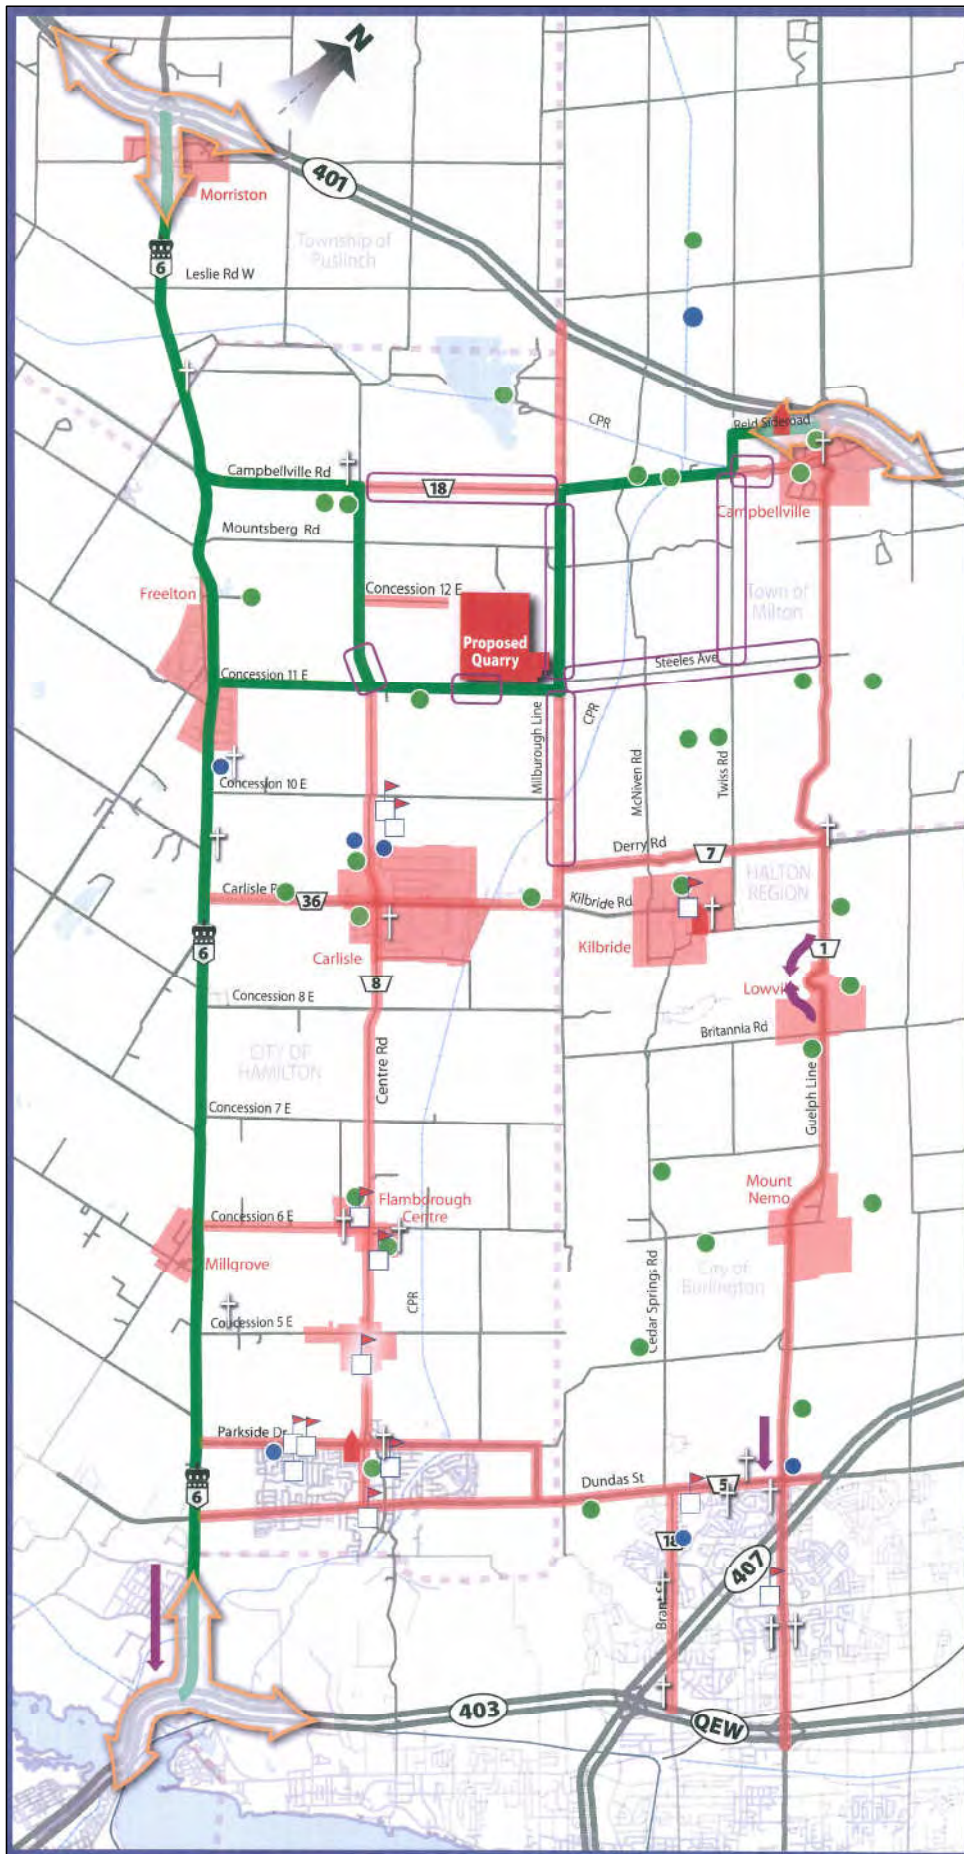 N
401
Morriston
Township of
Puslinch
6
Leslie Rd W
CPR
Reid Sideroad
Campbellville Rd
18
Campbellville
Mountsberg Rd
Freelton
Concession 12 E
Town of
Milton
Proposed
Quarry
Steeles Ave
Concession 11 E
CPR
Milburough Line
McNiven Rd
Twiss Rd
Concession 10 E
Derry Rd
7
HALTON
REGION
Carlisle R
36
Kilbride Rd
Carlisle
Kilbride
6
1
8
Lowvil
Concession 8 E
Britannia Rd
CITY OF
HAMILTON
Centre Rd
Guelph Line
Concession 7 E
Mount
Nemo
Flamborough
Centre
Concession 6 E
Millgrove
City of
Burlington
Cedar Springs Rd
CPR
Concession 5 E
Parkside Dr
Dundas St
5
6
18
407
Brant S
403
QEW